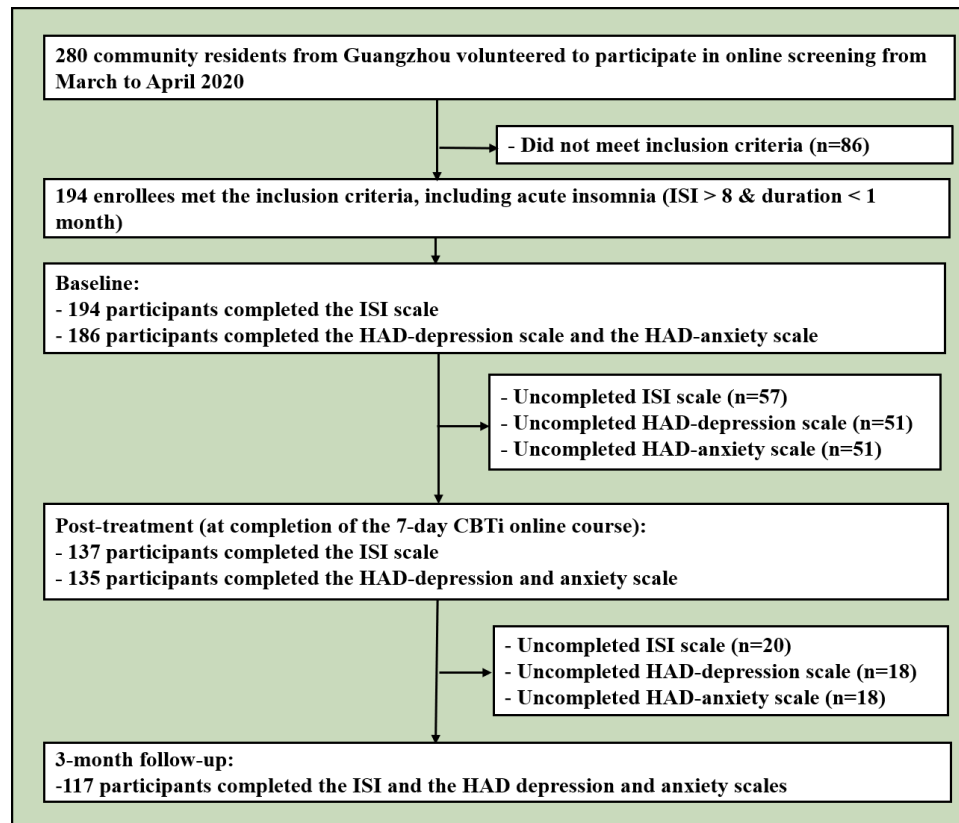 280 community residents from Guangzhou volunteered to participate in online screening from
March to April 2020
- Did not meet inclusion criteria (n=86)
194 enrollees met the inclusion criteria, including acute insomnia (ISI > 8 & duration < 1
month)
Baseline:
- 194 participants completed the ISI scale
- 186 participants completed the HAD-depression scale and the HAD-anxiety scale
- Uncompleted ISI scale (n=57)
- Uncompleted HAD-depression scale (n=51)
- Uncompleted HAD-anxiety scale (n=51)
Post-treatment (at completion of the 7-day CBTi online course):
- 137 participants completed the ISI scale
- 135 participants completed the HAD-depression and anxiety scale
- Uncompleted ISI scale (n=20)
- Uncompleted HAD-depression scale (n=18)
- Uncompleted HAD-anxiety scale (n=18)
3-month follow-up:
-117 participants completed the ISI and the HAD depression and anxiety scales